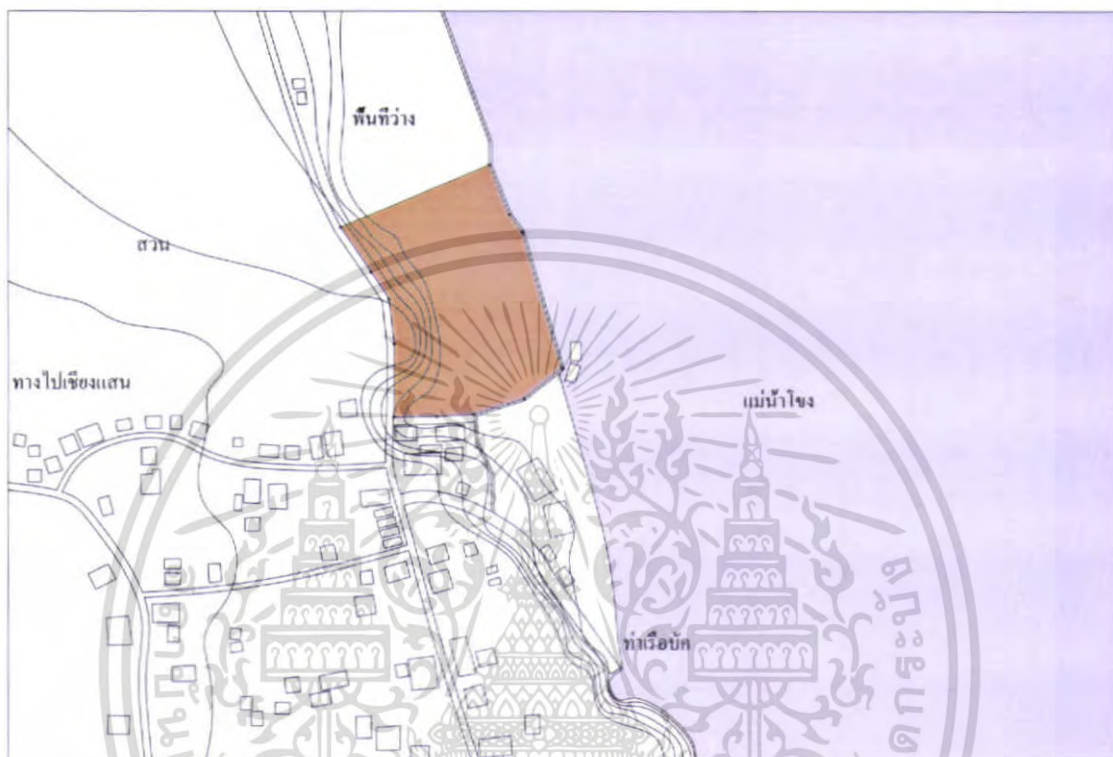 พื้นที่ว่าง
สวน
ทางไปเชียงแสน
แม่น้ำโขง
ท่าเรือบัค